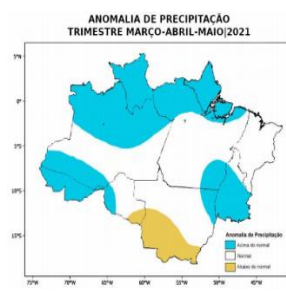 ANOMALIA DE PRECIPITAÇÃO
TRIMESTRE MARÇO-ABRIL-MAIO|2021
5°N
0°
5°S
10°S
15°S
75°W 70°W 65°W 60°W 55°W 50°W 45°W
Anomalia de Precipitação
Acima do normal
Normal
Abaixo do normal